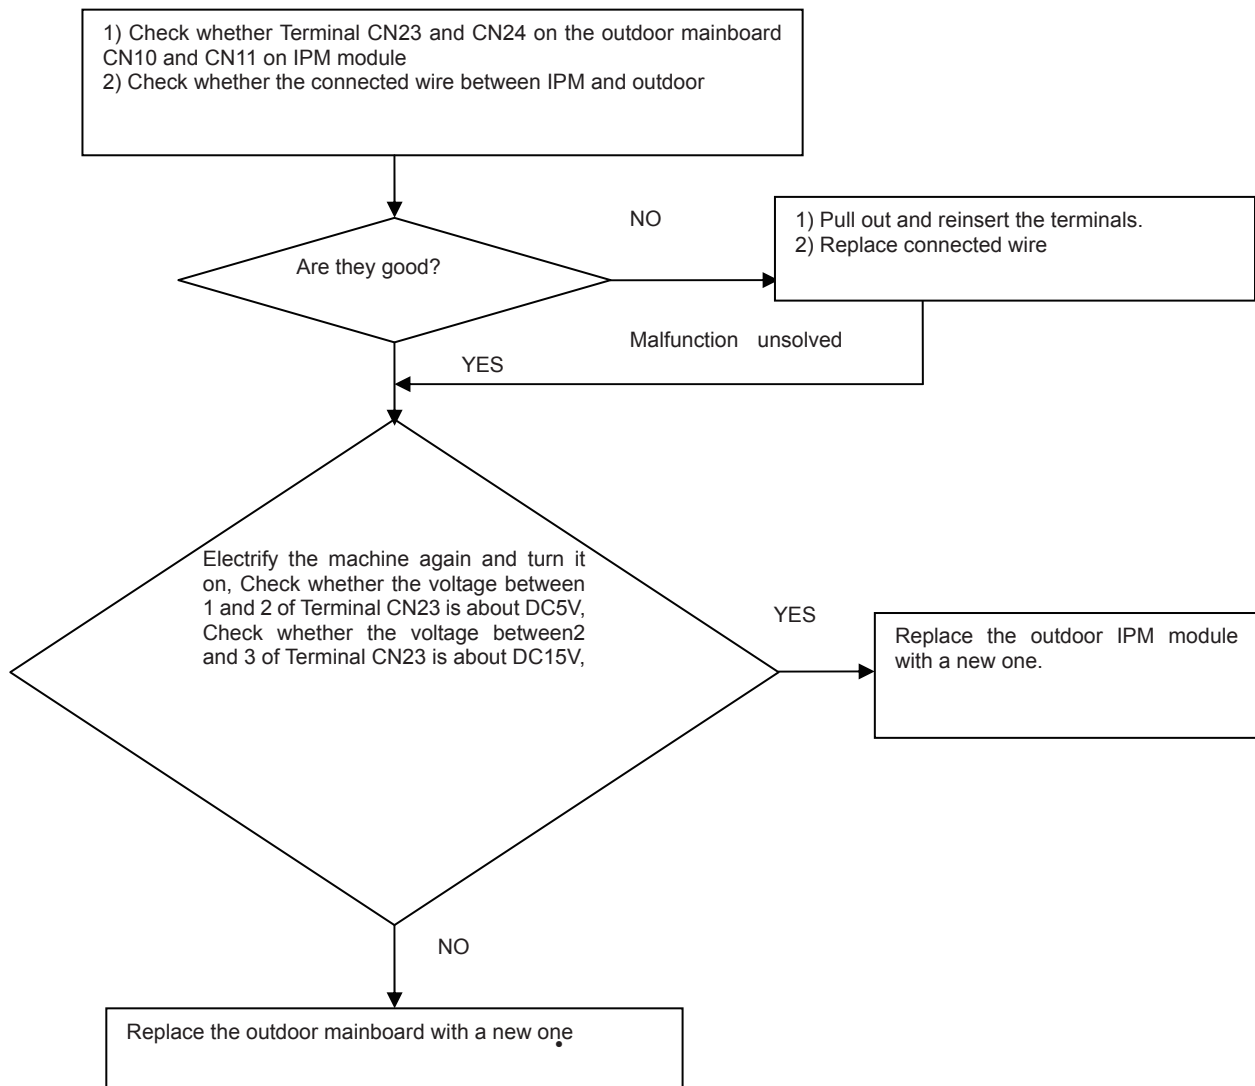 1) Check whether Terminal CN23 and CN24 on the outdoor mainboard
CN10 and CN11 on IPM module
2) Check whether the connected wire between IPM and outdoor
NO
1) Pull out and reinsert the terminals.
2) Replace connected wire
Are they good?
Malfunction unsolved
YES
Electrify the machine again and turn it
on, Check whether the voltage between
1 and 2 of Terminal CN23 is about DC5V,
Check whether the voltage between2
and 3 of Terminal CN23 is about DC15V,
YES
Replace the outdoor IPM module
with a new one.
NO
Replace the outdoor mainboard with a new one.